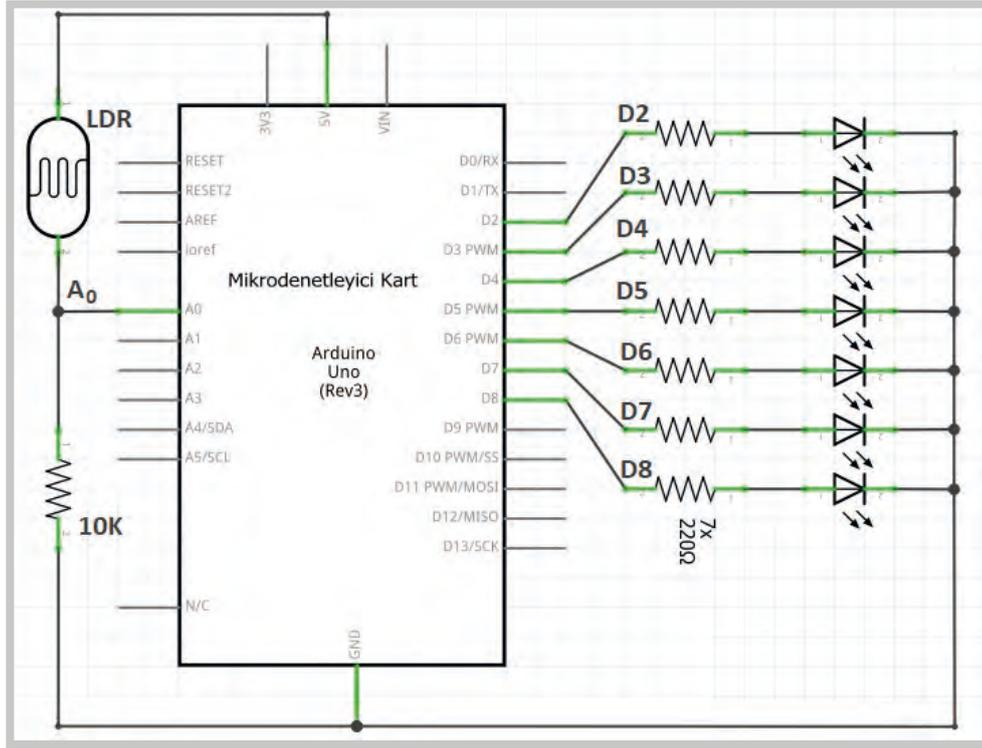 3V3
5V
VIN
LDR
RESET
RESET2
AREF
ioref
A0
A0
A1
A2
A3
A4/SDA
A5/SCL
N/C
10K
Mikrodenetleyici Kart
Arduino
Uno
(Rev3)
GND
D0/RX
D1/TX
D2
D3 PWM
D4
D5 PWM
D6 PWM
D7
D8
D9 PWM
D10 PWM/SS
D11 PWM/MOSI
D12/MISO
D13/SCK
D2
D3
D4
D5
D6
D7
D8
7x
220Ω